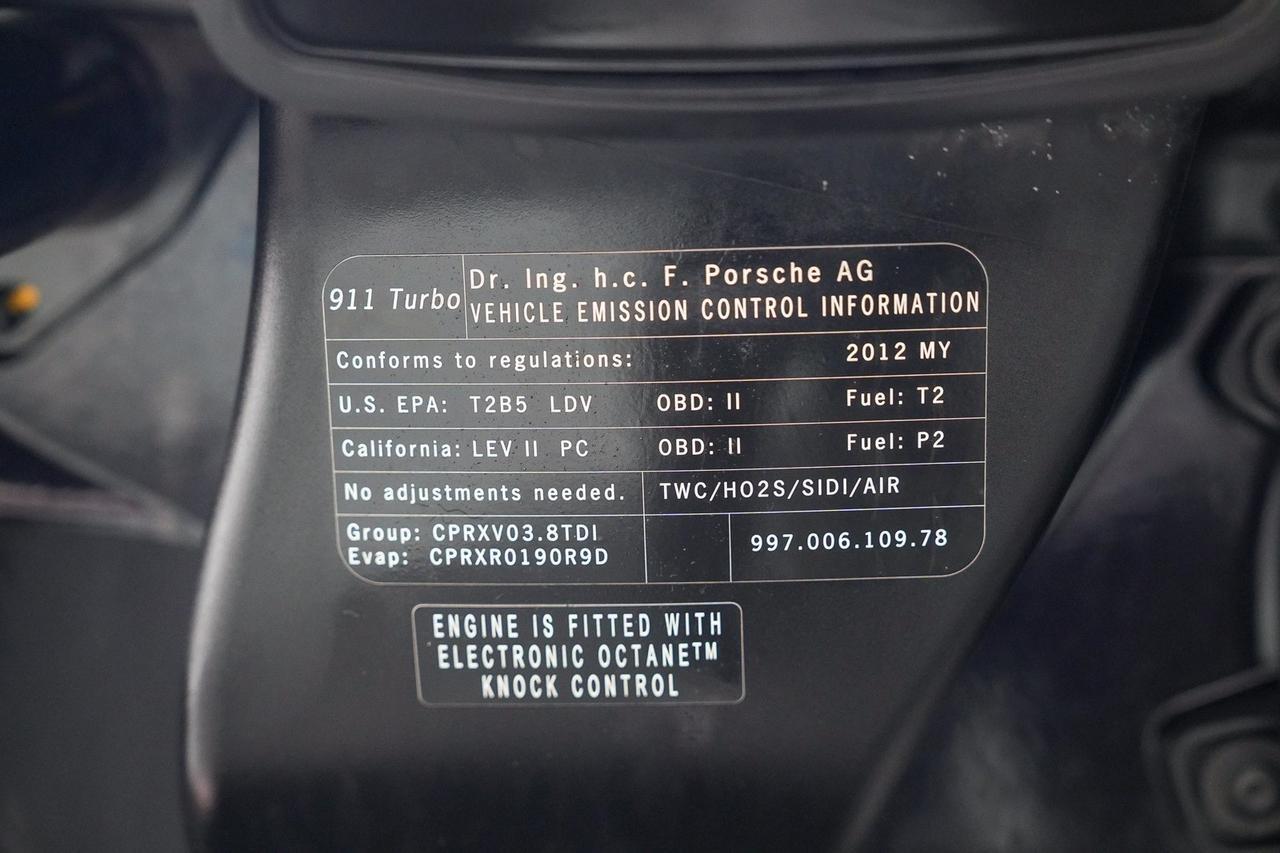 911 Turbo
Dr. Ing. h.c. F. Porsche AG
VEHICLE EMISSION CONTROL INFORMATION
Conforms to regulations: 2012 MY
U.S. EPA: T2B5 LDV OBD: II Fuel: T2
California: LEV II PC OBD: II Fuel: P2
No adjustments needed. TWC/HO2S/SIDI/AIR
Group: CPRXV03.8TDI
Evap: CPRXR0190R9D
997.006.109.78
ENGINE IS FITTED WITH
ELECTRONIC OCTANE™
KNOCK CONTROL